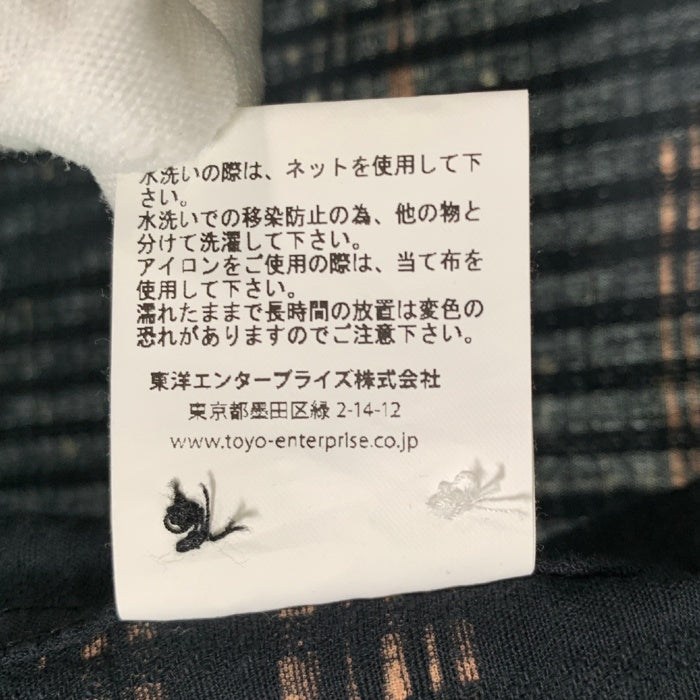 水洗いの際は、ネットを使用して下
さい。
水洗いでの移染防止の為、他の物と
分けて洗濯して下さい。
アイロンをご使用の際は、当て布を
使用して下さい。
濡れたままで長時間の放置は変色の
恐れがありますのでご注意下さい。
東洋エンタープライズ株式会社
東京都墨田区緑 2-14-12
www.toyo-enterprise.co.jp